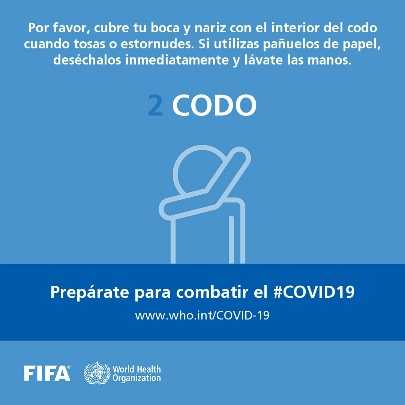 Por favor, cubre tu boca y nariz con el interior del codo
cuando tosas o estornudes. Si utilizas pañuelos de papel,
deséchalos inmediatamente y lávate las manos.
2 CODO
Prepárate para combatir el #COVID19
www.who.int/COVID-19
FIFA®
World Health
Organization